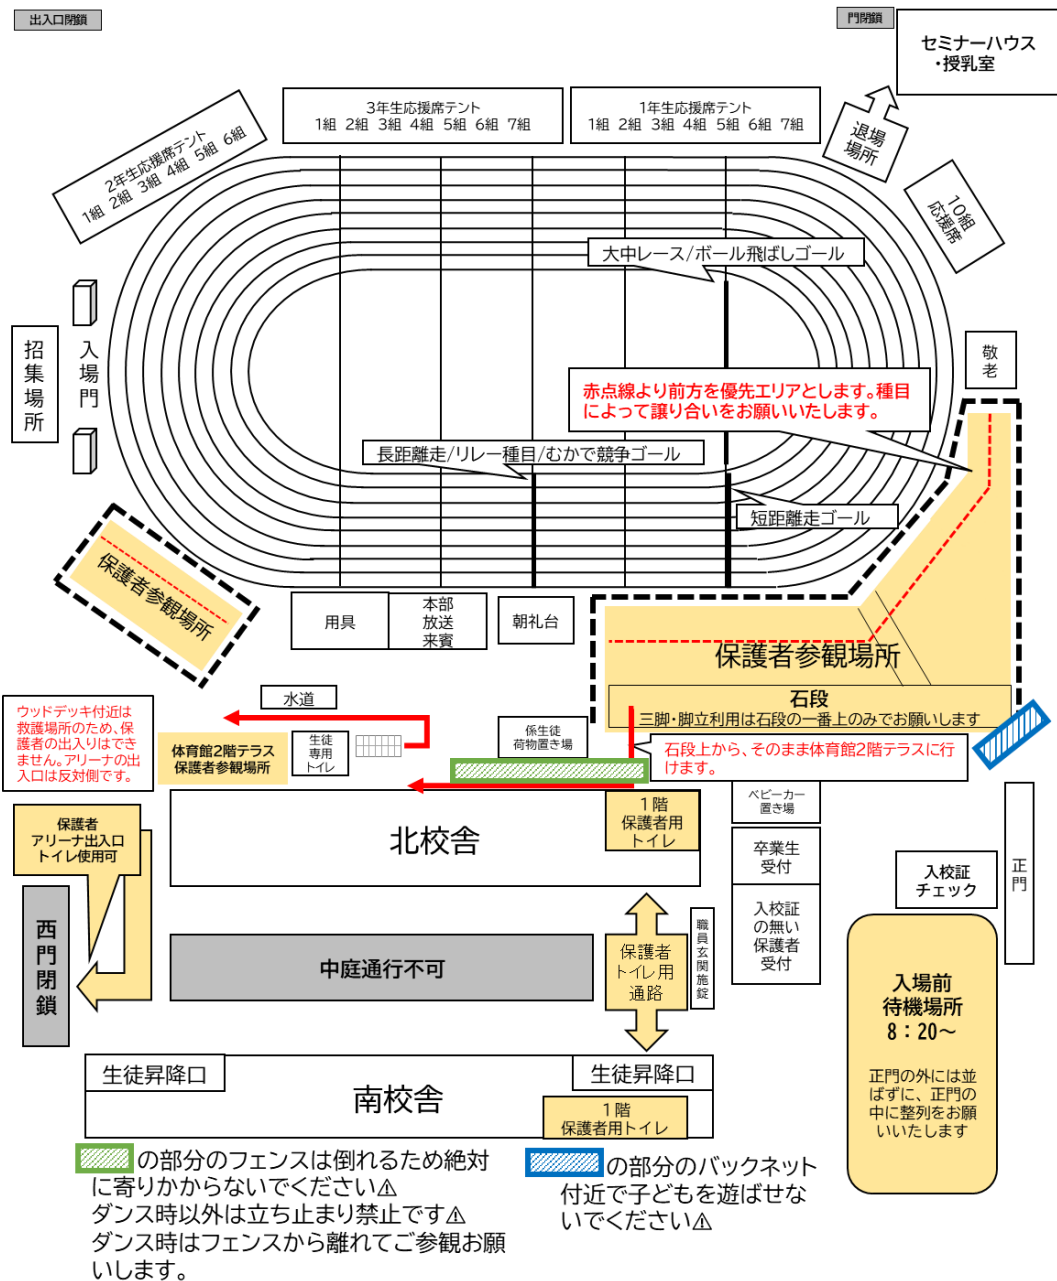 出入口閉鎖
門閉鎖
セミナーハウス
・授乳室
3年生応援席テント
1組 2組 3組 4組 5組 6組 7組
1年生応援席テント
1組 2組 3組 4組 5組 6組 7組
2年生応援席テント
1組 2組 3組 4組 5組 6組
退場
場所
10組
応援席
大中レース/ボール飛ばしゴール
招集場所
入場門
敬老
赤点線より前方を優先エリアとします。種目
によって譲り合いをお願いいたします。
長距離走/リレー種目/むかで競争ゴール
短距離走ゴール
保護者参観場所
用具
本部
放送
来賓
朝礼台
保護者参観場所
石段
三脚・脚立利用は石段の一番上のみでお願いします
水道
ウッドデッキ付近は
救護場所のため、保
護者の出入りはでき
ません。アリーナの出
入口は反対側です。
体育館2階テラス
保護者参観場所
生徒
専用
トイレ
係生徒
荷物置き場
石段上から、そのまま体育館2階テラスに行
けます。
保護者
アリーナ出入口
トイレ使用可
北校舎
1階
保護者用
トイレ
ベビーカー
置き場
卒業生
受付
入校証
の無い
保護者
受付
入校証
チェック
正門
西門閉鎖
中庭通行不可
保護者
トイレ用
通路
職員玄関施錠
入場前
待機場所
8:20~
正門の外には並
ばずに、正門の
中に整列をお願
いいたします
生徒昇降口
南校舎
生徒昇降口
1階
保護者用トイレ
の部分のフェンスは倒れるため絶対
に寄りかからないでください⚠
ダンス時以外は立ち止まり禁止です⚠
ダンス時はフェンスから離れてご参観お願
いします。
の部分のバックネット
付近で子どもを遊ばせな
いでください⚠